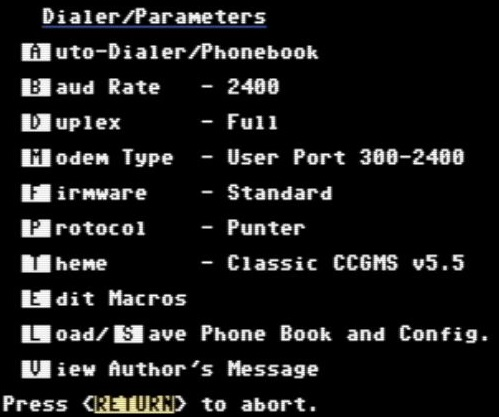 Dialer/Parameters
Auto-Dialer/Phonebook
Baud Rate - 2400
Duplex - Full
Modem Type - User Port 300-2400
Firmware - Standard
Protocol - Punter
Theme - Classic CCGMS v5.5
Edit Macros
Load/Save Phone Book and Config.
View Author's Message
Press <RETURN> to abort.